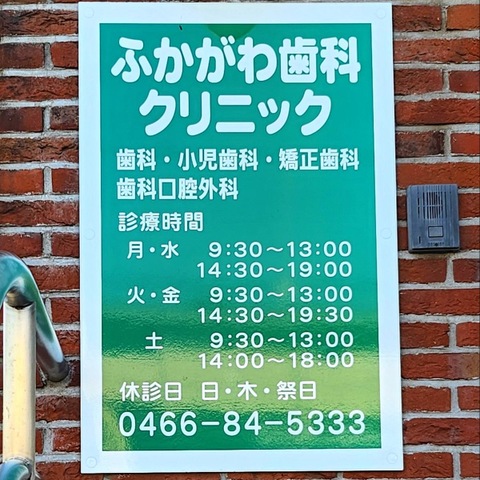 ふかがわ歯科
クリニック
歯科・小児歯科・矯正歯科
歯科口腔外科
診療時間
月・水 9:30～13:00
14:30～19:00
火・金 9:30～13:00
14:30～19:30
土 9:30～13:00
14:00～18:00
休診日 日・木・祭日
0466-84-5333